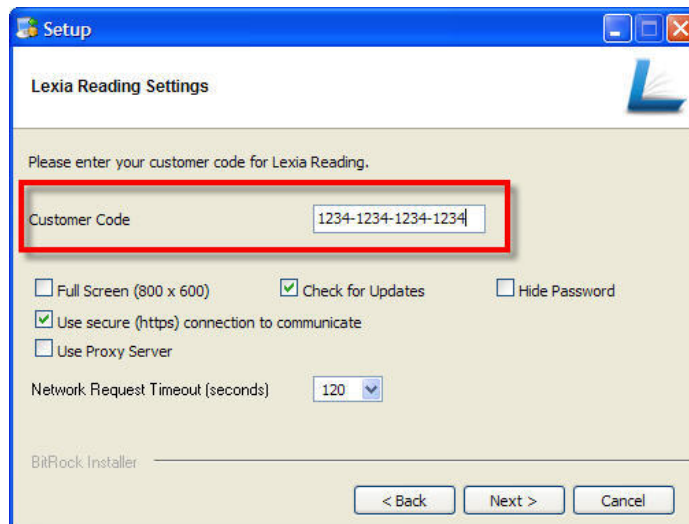 Setup
Lexia Reading Settings
Please enter your customer code for Lexia Reading.
Customer Code 1234-1234-1234-1234
Full Screen (800 x 600) Check for Updates Hide Password
Use secure (https) connection to communicate
Use Proxy Server
Network Request Timeout (seconds) 120
BitRock Installer
< Back Next > Cancel